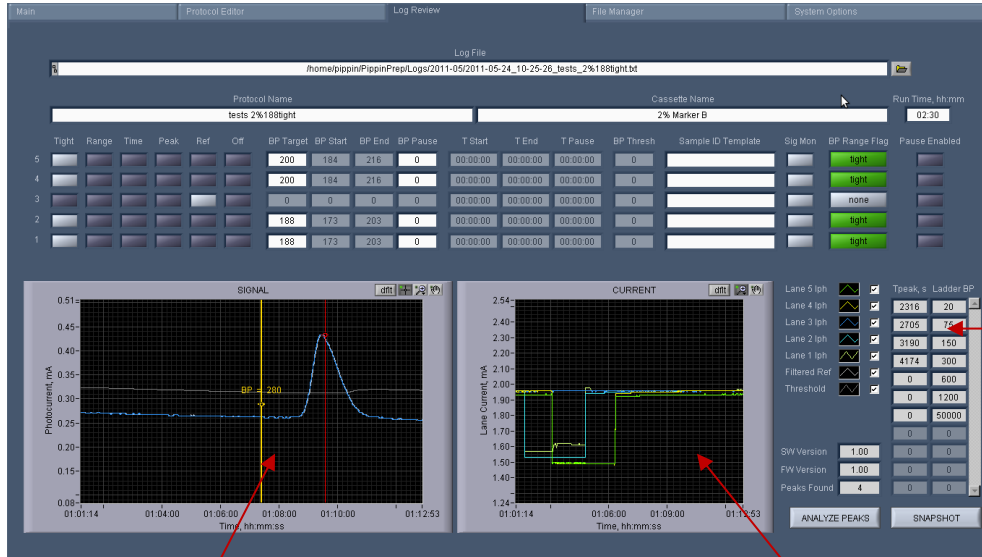 Main Protocol Editor Log Review File Manager System Options
Log File
/home/pippin/PippinPrep/Logs/2011-05/2011-05-24_10-25-26_tests_2%188tight.txt
Protocol Name Cassette Name Run Time, hh:mm
tests 2%188tight 2% Marker B 02:30
Tight Range Time Peak Ref Off BP Target BP Start BP End BP Pause T Start T End T Pause BP Thresh Sample ID Template Sig Mon BP Range Flag Pause Enabled
5 200 184 216 0 00:00:00 00:00:00 00:00:00 0 tight
4 200 184 216 0 00:00:00 00:00:00 00:00:00 0 tight
3 0 0 0 0 00:00:00 00:00:00 00:00:00 0 none
2 188 173 203 0 00:00:00 00:00:00 00:00:00 0 tight
1 188 173 203 0 00:00:00 00:00:00 00:00:00 0 tight
SIGNAL dflt
0.51
0.45
0.40
0.35
0.30
0.25
0.20
0.15
0.08
Photocurrent, mA
BP = 280
01:01:14 01:04:00 01:06:00 01:08:00 01:10:00 01:12:53
Time, hh:mm:ss
CURRENT dflt
2.54
2.40
2.30
2.20
2.10
2.00
1.90
1.80
1.70
1.60
1.50
1.40
1.24
Lane Current, mA
01:01:14 01:06:00 01:09:00 01:12:53
Time, hh:mm:ss
Lane 5 Iph
Lane 4 Iph
Lane 3 Iph
Lane 2 Iph
Lane 1 Iph
Filtered Ref
Threshold
SW Version 1.00
FW Version 1.00
Peaks Found 4
Tpeak, s Ladder BP
2316 20
2705 75
3190 150
4174 300
0 600
0 1200
0 50000
0 0
0 0
0 0
ANALYZE PEAKS SNAPSHOT